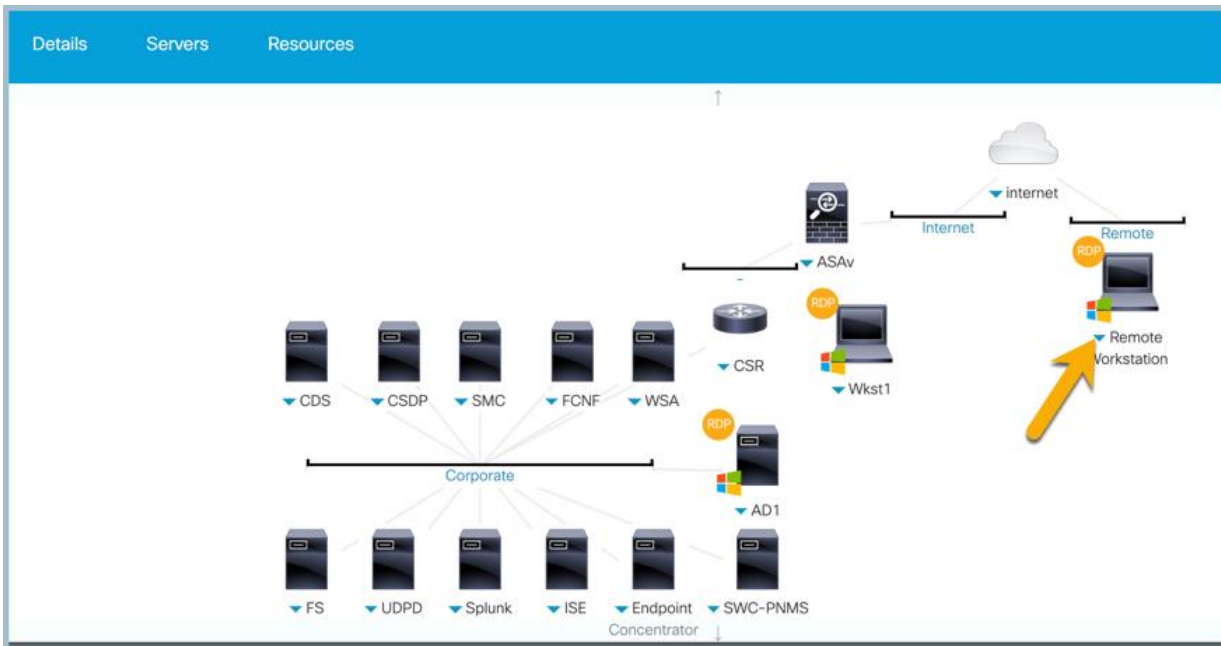 Details Servers Resources
internet
Internet
Remote
RDP
ASAv
RDP
Remote
Workstation
CSR
Wkst1
CDS CSDP SMC FCNF WSA
RDP
Corporate
AD1
FS UDPD Splunk ISE Endpoint SWC-PNMS
Concentrator